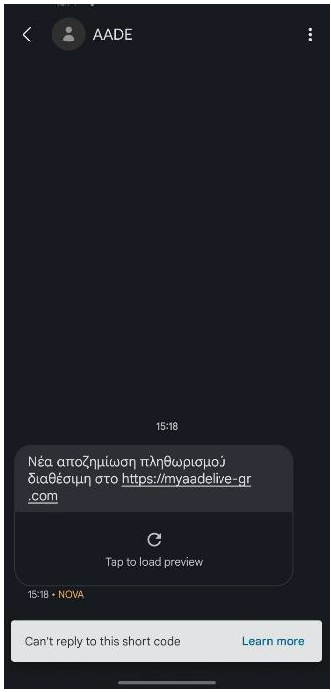 AADE
15:18
Νέα αποζημίωση πληθωρισμού
διαθέσιμη στο https://myaadelive-gr
.com
Tap to load preview
15:18 • NOVA
Can't reply to this short code
Learn more